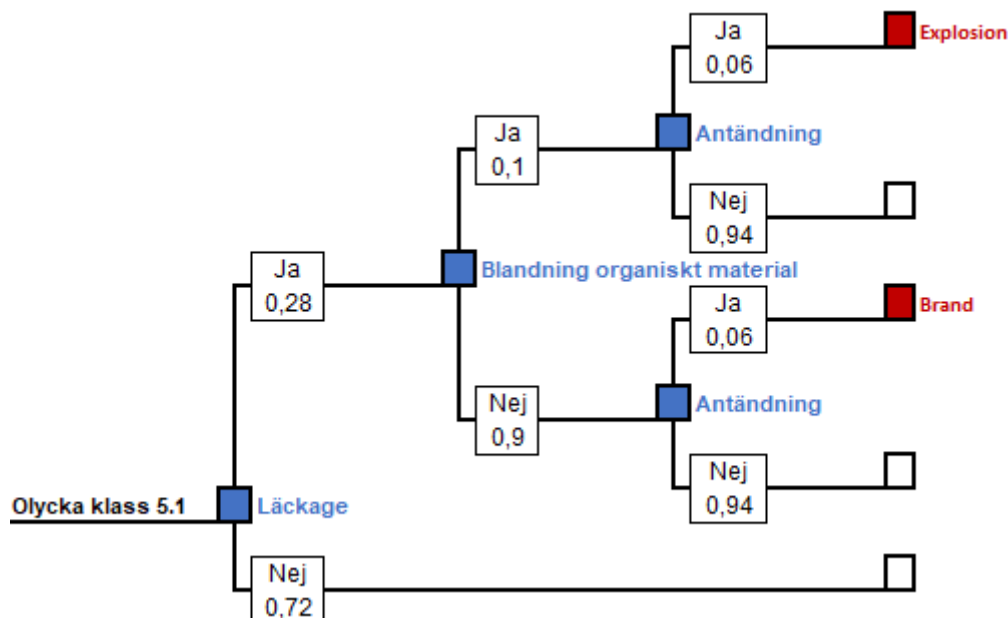 Ja
0,06
Explosion
Ja
0,1
Antändning
Nej
0,94
Ja
0,28
Blandning organiskt material
Ja
0,06
Brand
Nej
0,9
Antändning
Nej
0,94
Olycka klass 5.1
Läckage
Nej
0,72